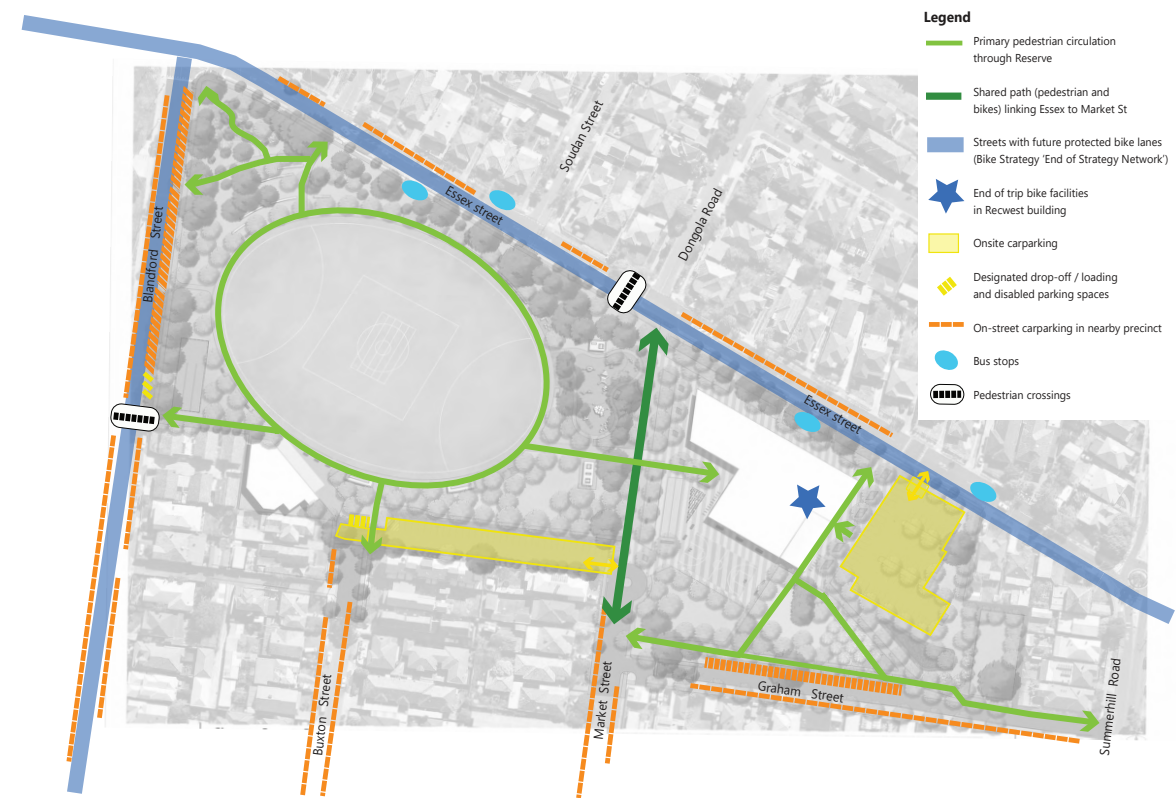 Legend
Primary pedestrian circulation
through Reserve
Shared path (pedestrian and
bikes) linking Essex to Market St
Streets with future protected bike lanes
(Bike Strategy 'End of Strategy Network')
End of trip bike facilities
in Recwest building
Onsite carparking
Designated drop-off / loading
and disabled parking spaces
On-street carparking in nearby precinct
Bus stops
Pedestrian crossings
Soudan Street
Essex street
Dongola Road
Blandford Street
Essex street
Graham Street
Buxton Street
Market Street
Summerhill Road